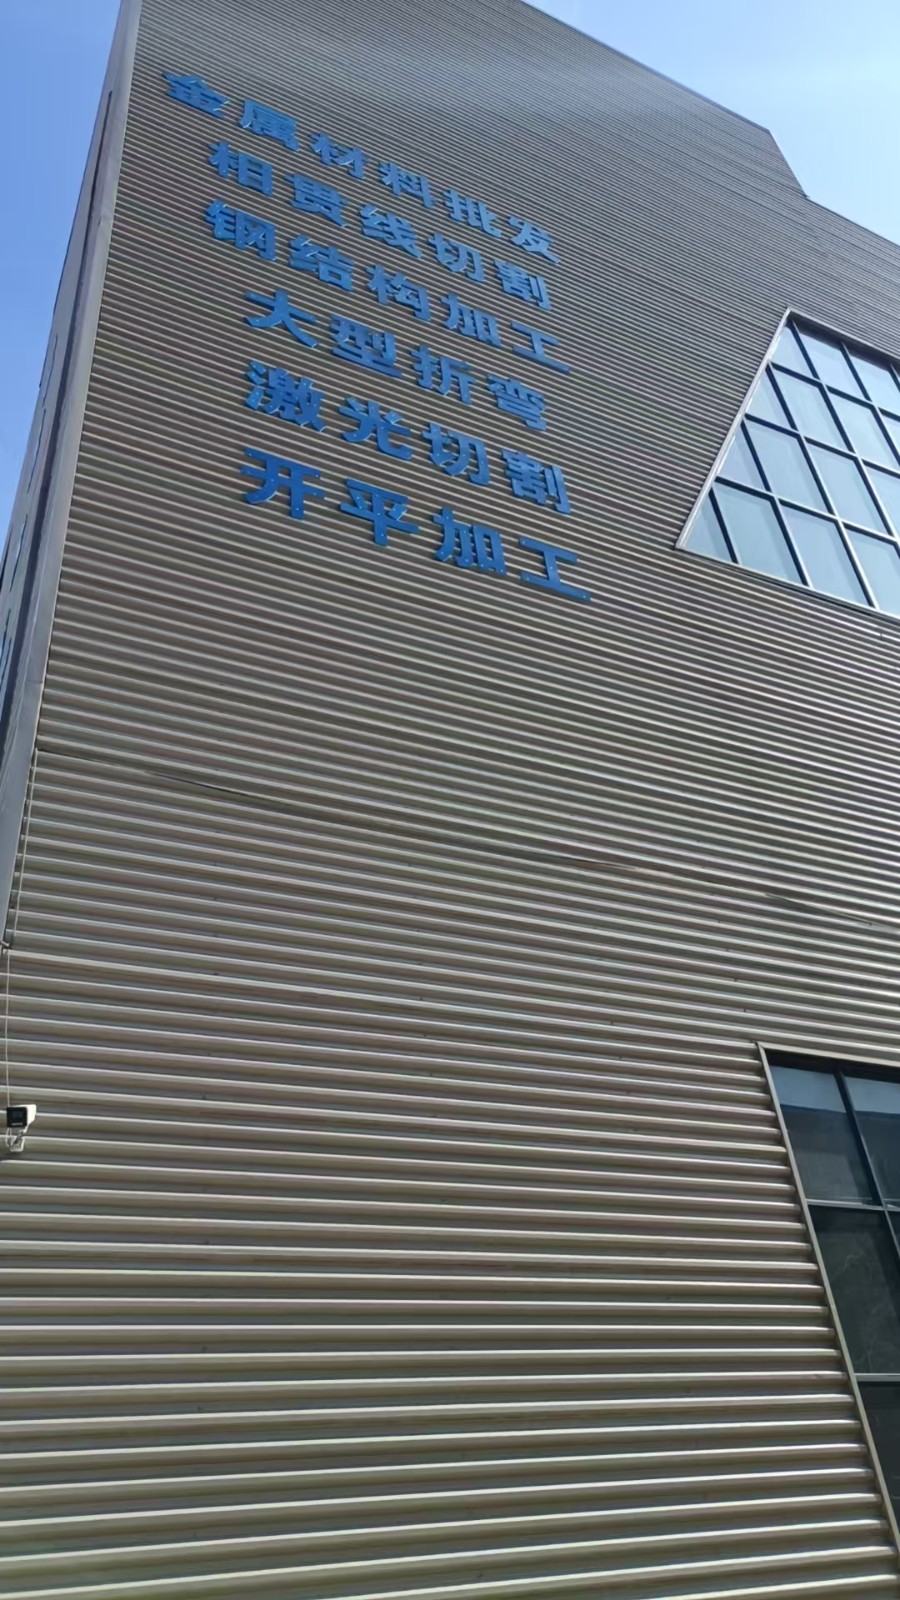 金属材料批发
相贯线切割
钢结构加工
大型折弯
激光切割
开平加工